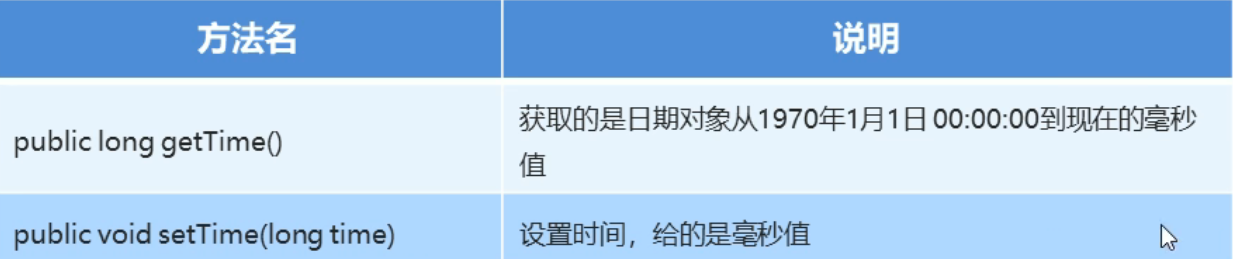 方法名 说明
public long getTime() 获取的是日期对象从1970年1月1日 00:00:00到现在的毫秒
值
public void setTime(long time) 设置时间，给的是毫秒值